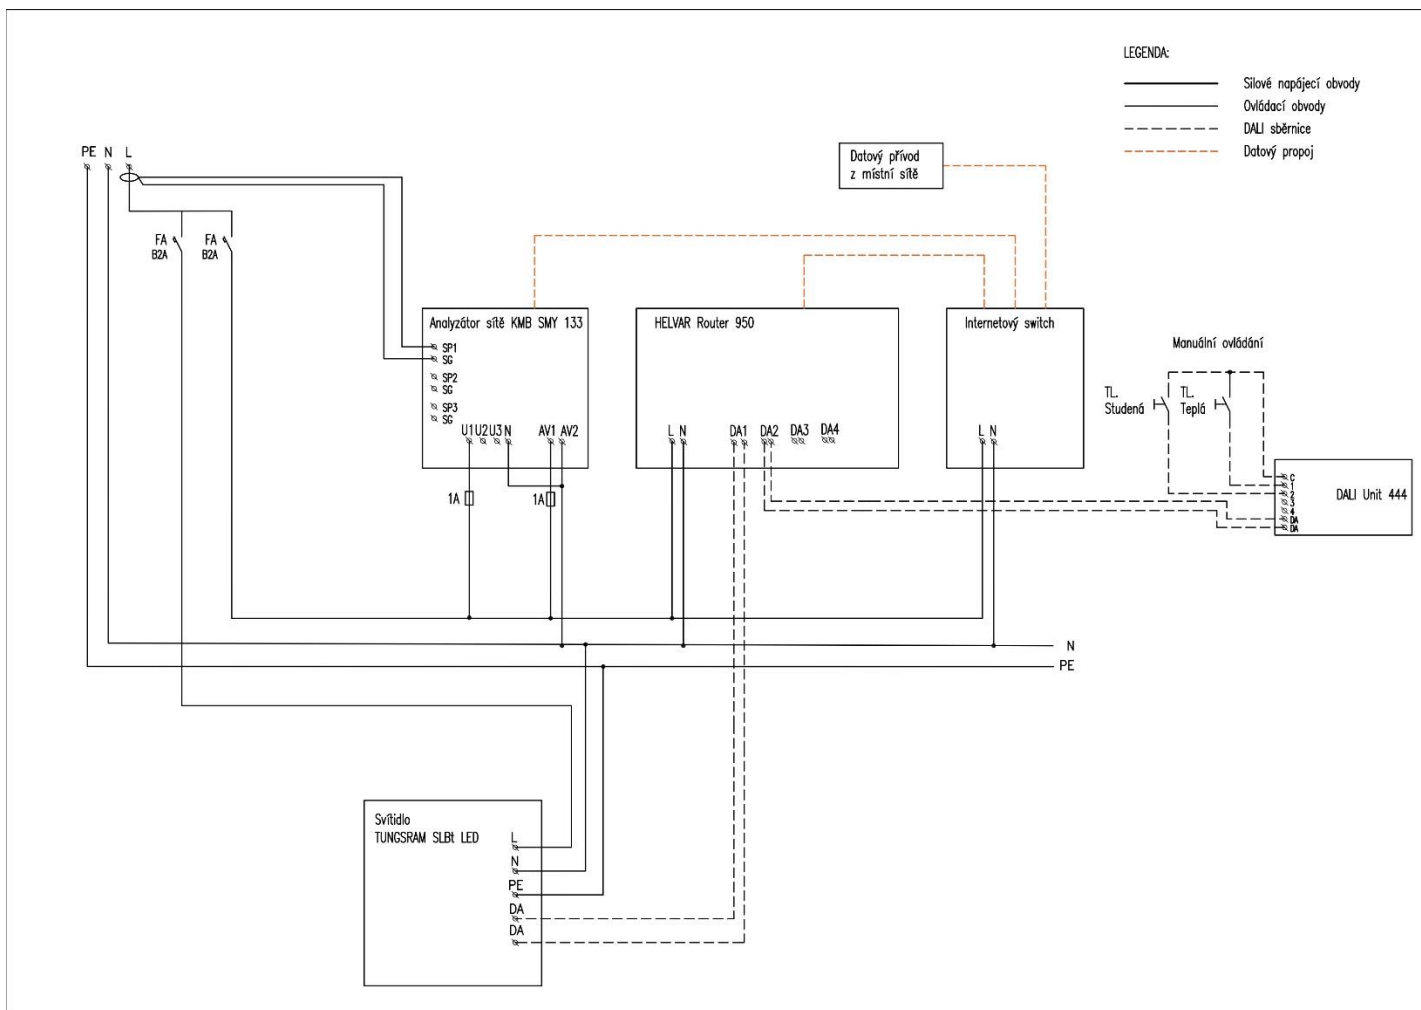 LEGENDA:
Silové napájecí obvody
Ovládací obvody
DALI sběrnice
Datový propoj
PE N L
Datový přívod
z místní sítě
FA
B2A
FA
B2A
Analyzátor sítě KMB SMY 133
SP1
SG
SP2
SG
SP3
SG
U1 U2 U3 N AV1 AV2
1A
1A
HELVAR Router 950
L N DA1 DA2 DA3 DA4
Internetový switch
L N
Manuální ovládání
TL.
Studená
TL.
Teplá
C
1
2
3
4
DA
DA
DALI Unit 444
N
PE
Svítidlo
TUNGSRAM SLBt LED
L
N
PE
DA
DA